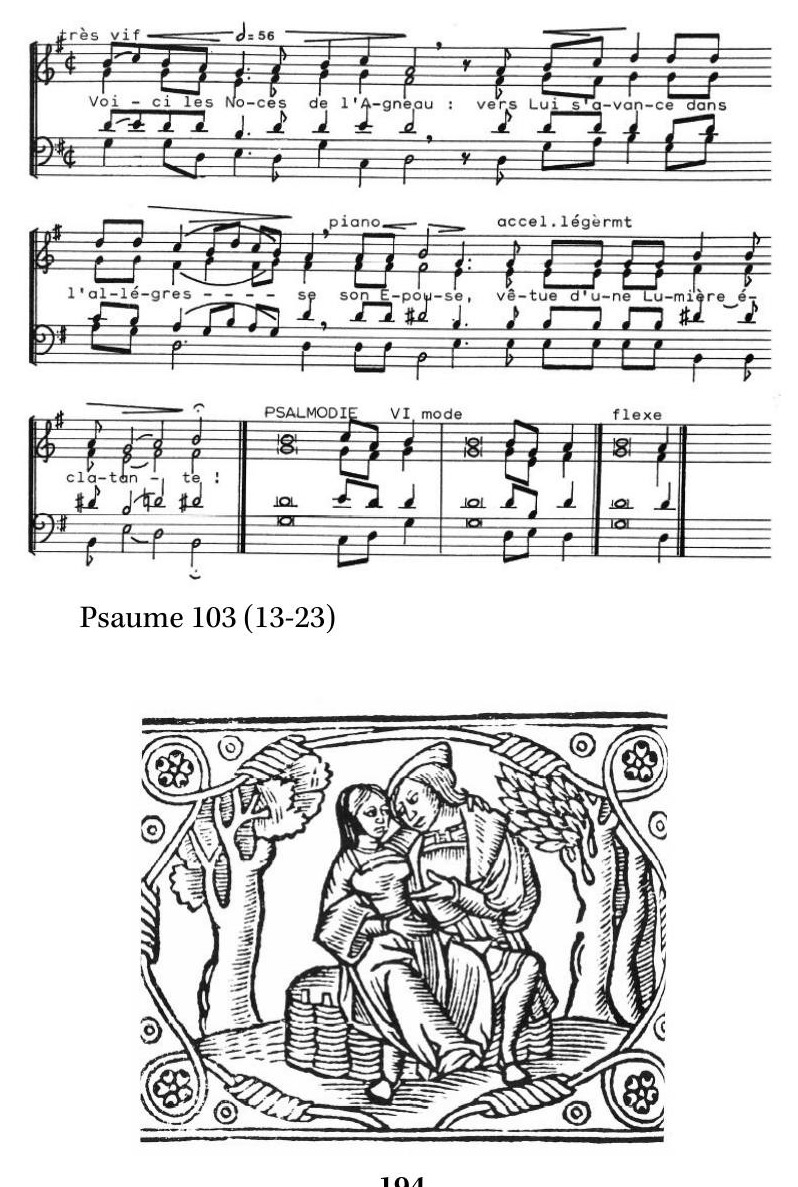 très vif ♩=56
Voi - ci les No-ces de l'A-gneau : vers Lui s'a-van-ce dans
piano accel.légèrmt
l'al-lé-gres - - - - se son E-pou-se, vê-tue d'u-ne Lu-mière é-
PSALMODIE VI mode flexe
cla-tan - te !
Psaume 103 (13-23)
194